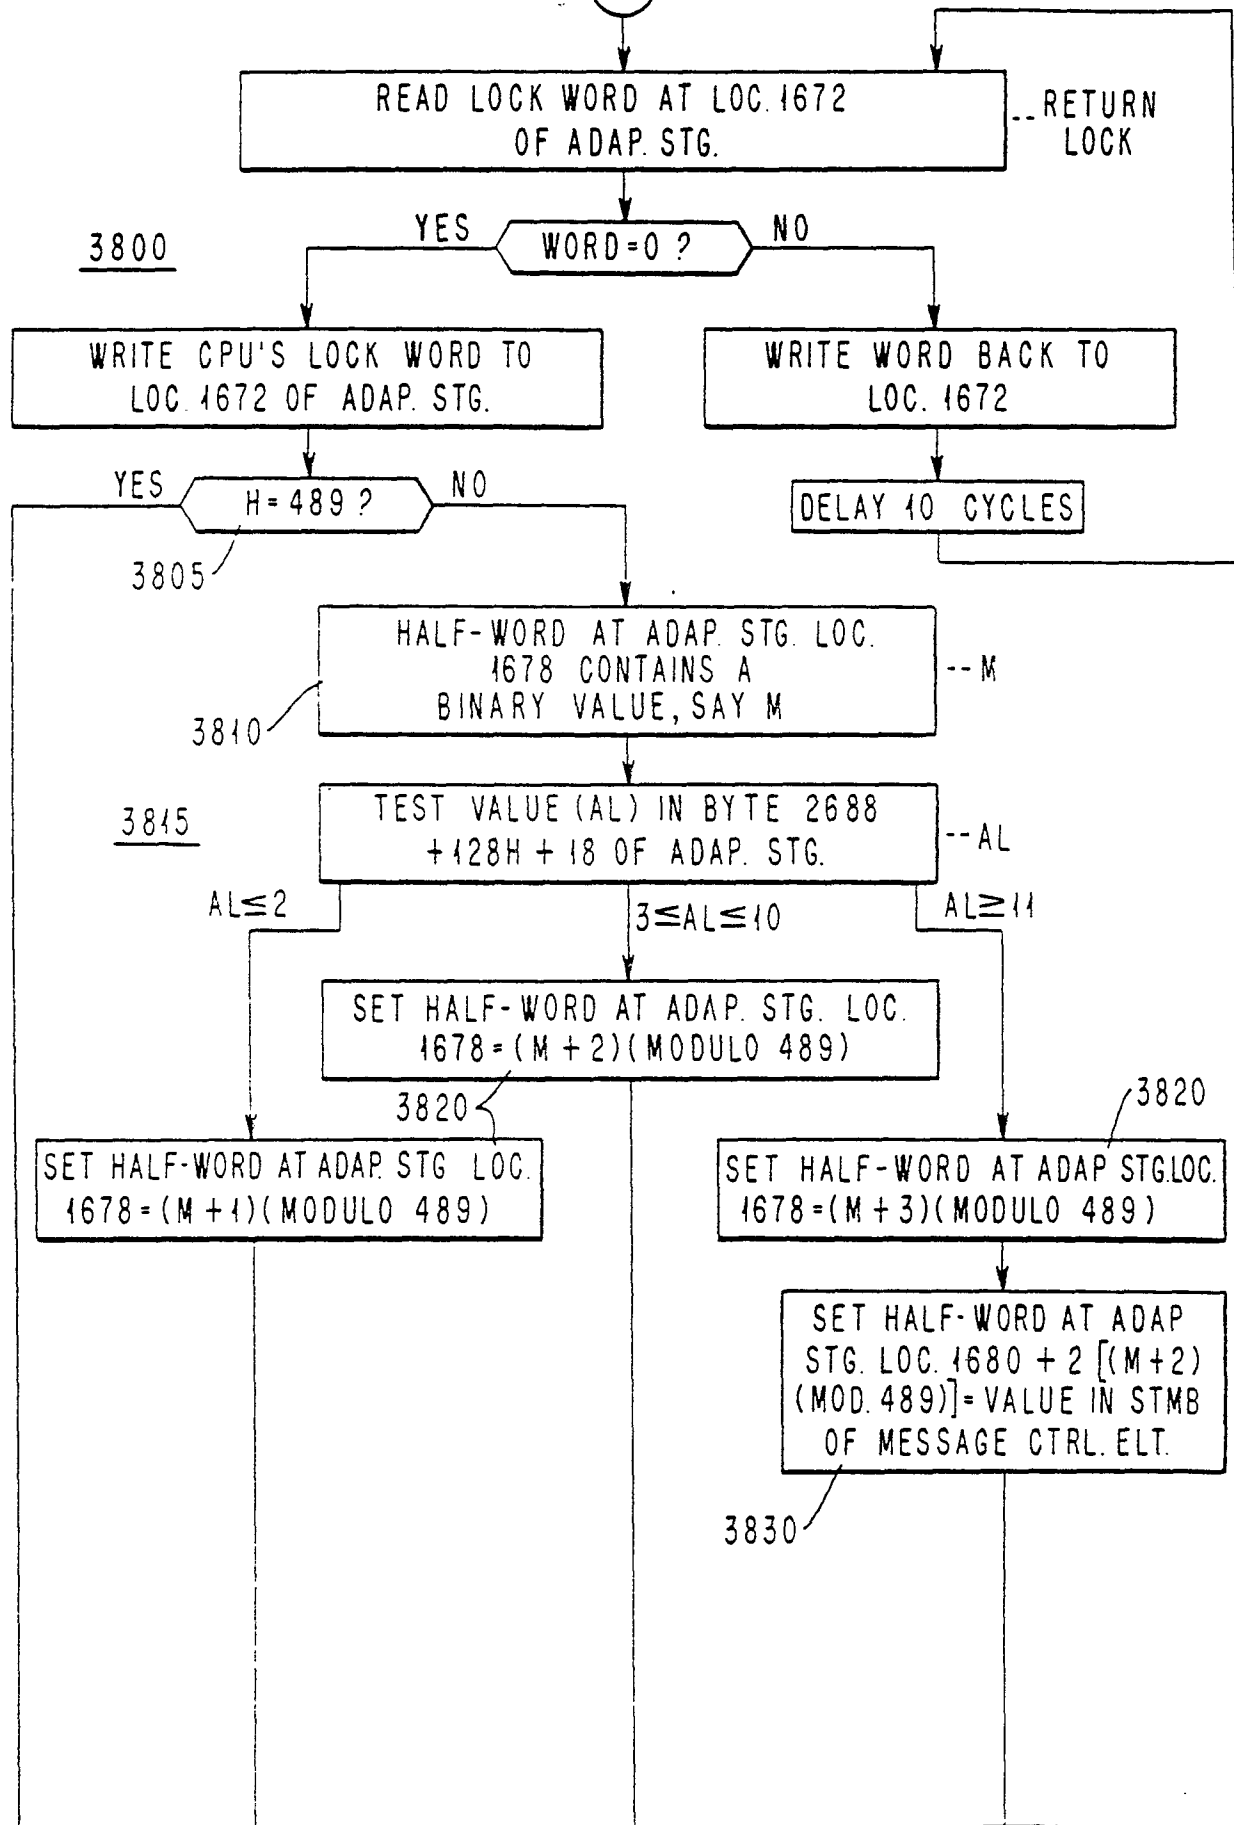 READ LOCK WORD AT LOC. 1672
OF ADAP. STG.
-- RETURN
LOCK
3800
YES
WORD=0 ?
NO
WRITE CPU'S LOCK WORD TO
LOC. 1672 OF ADAP. STG.
WRITE WORD BACK TO
LOC. 1672
YES
H=489 ?
NO
DELAY 10 CYCLES
3805
HALF-WORD AT ADAP. STG. LOC.
1678 CONTAINS A
BINARY VALUE, SAY M
-- M
3810
3815
TEST VALUE (AL) IN BYTE 2688
+128H + 18 OF ADAP. STG.
-- AL
AL≤2
3≤AL≤10
AL≥11
SET HALF-WORD AT ADAP. STG. LOC.
1678=(M+2)(MODULO 489)
3820
3820
SET HALF-WORD AT ADAP. STG LOC.
1678=(M+1)(MODULO 489)
SET HALF-WORD AT ADAP STG.LOC.
1678=(M+3)(MODULO 489)
SET HALF-WORD AT ADAP
STG. LOC. 1680 + 2 [(M+2)
(MOD. 489)]= VALUE IN STMB
OF MESSAGE CTRL. ELT.
3830